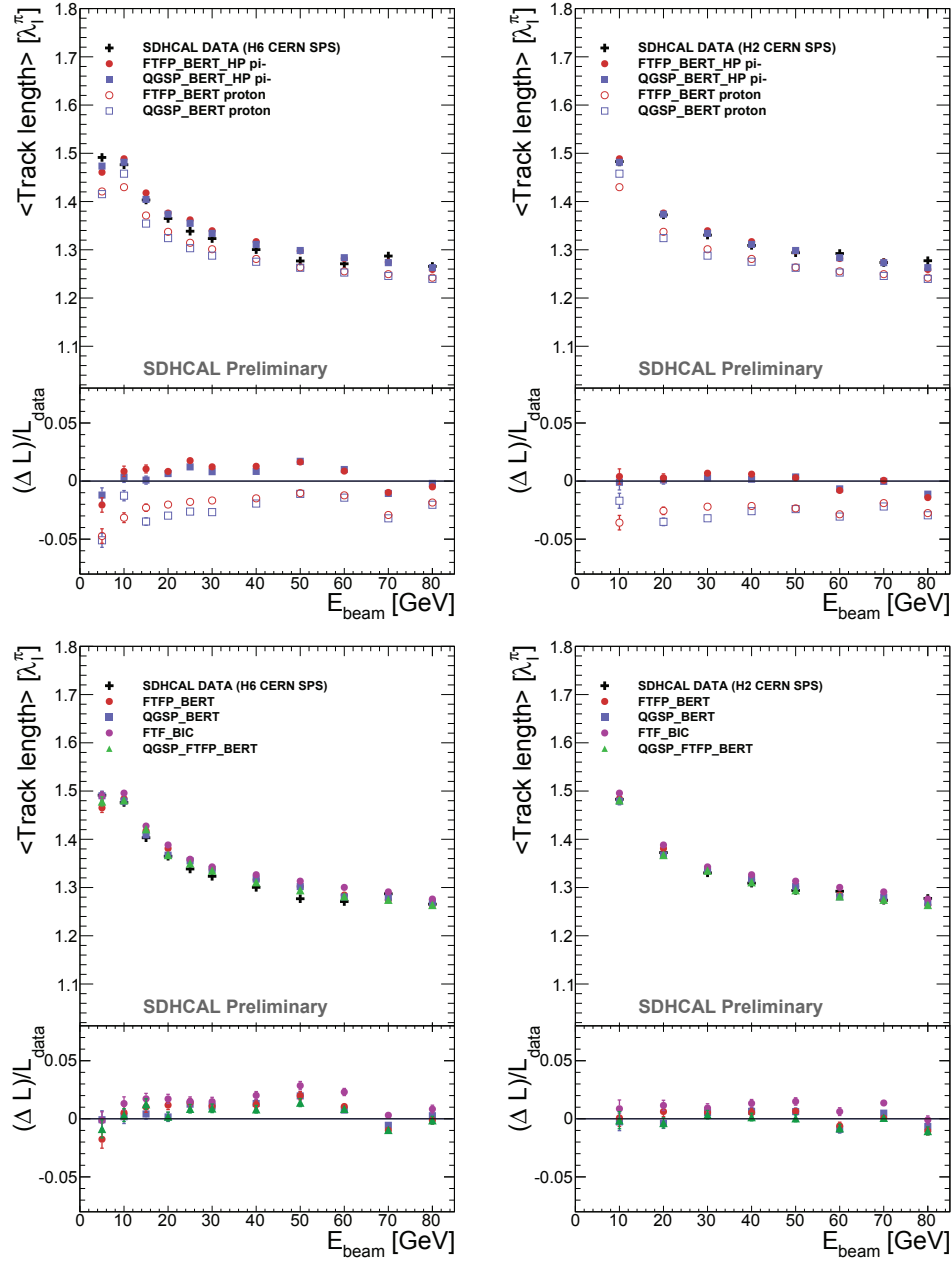 <Track length> [λ_I^π]
1.8
1.7
1.6
1.5
1.4
1.3
1.2
1.1
SDHCAL DATA (H6 CERN SPS)
FTFP_BERT_HP pi-
QGSP_BERT_HP pi-
FTFP_BERT proton
QGSP_BERT proton
SDHCAL Preliminary
(Δ L)/L_data
0.05
0
-0.05
0 10 20 30 40 50 60 70 80
E_beam [GeV]
<Track length> [λ_I^π]
1.8
1.7
1.6
1.5
1.4
1.3
1.2
1.1
SDHCAL DATA (H2 CERN SPS)
FTFP_BERT_HP pi-
QGSP_BERT_HP pi-
FTFP_BERT proton
QGSP_BERT proton
SDHCAL Preliminary
(Δ L)/L_data
0.05
0
-0.05
0 10 20 30 40 50 60 70 80
E_beam [GeV]
<Track length> [λ_I^π]
1.8
1.7
1.6
1.5
1.4
1.3
1.2
1.1
SDHCAL DATA (H6 CERN SPS)
FTFP_BERT
QGSP_BERT
FTF_BIC
QGSP_FTFP_BERT
SDHCAL Preliminary
(Δ L)/L_data
0.05
0
-0.05
0 10 20 30 40 50 60 70 80
E_beam [GeV]
<Track length> [λ_I^π]
1.8
1.7
1.6
1.5
1.4
1.3
1.2
1.1
SDHCAL DATA (H2 CERN SPS)
FTFP_BERT
QGSP_BERT
FTF_BIC
QGSP_FTFP_BERT
SDHCAL Preliminary
(Δ L)/L_data
0.05
0
-0.05
0 10 20 30 40 50 60 70 80
E_beam [GeV]